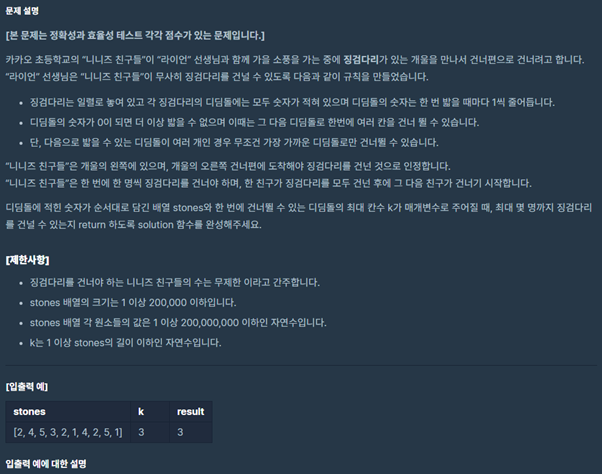 문제 설명
[본 문제는 정확성과 효율성 테스트 각각 점수가 있는 문제입니다.]
카카오 초등학교의 "니니즈 친구들"이 "라이언" 선생님과 함께 가을 소풍을 가는 중에 징검다리가 있는 개울을 만나서 건너편으로 건너려고 합니다.
"라이언" 선생님은 "니니즈 친구들"이 무사히 징검다리를 건널 수 있도록 다음과 같이 규칙을 만들었습니다.
• 징검다리는 일렬로 놓여 있고 각 징검다리의 디딤돌에는 모두 숫자가 적혀 있으며 디딤돌의 숫자는 한 번 밟을 때마다 1씩 줄어듭니다.
• 디딤돌의 숫자가 0이 되면 더 이상 밟을 수 없으며 이때는 그 다음 디딤돌로 한번에 여러 칸을 건너 뛸 수 있습니다.
• 단, 다음으로 밟을 수 있는 디딤돌이 여러 개인 경우 무조건 가장 가까운 디딤돌로만 건너뛸 수 있습니다.
"니니즈 친구들"은 개울의 왼쪽에 있으며, 개울의 오른쪽 건너편에 도착해야 징검다리를 건넌 것으로 인정합니다.
"니니즈 친구들"은 한 번에 한 명씩 징검다리를 건너야 하며, 한 친구가 징검다리를 모두 건넌 후에 그 다음 친구가 건너기 시작합니다.
디딤돌에 적힌 숫자가 순서대로 담긴 배열 stones와 한 번에 건너뛸 수 있는 디딤돌의 최대 칸수 k가 매개변수로 주어질 때, 최대 몇 명까지 징검다리
를 건널 수 있는지 return 하도록 solution 함수를 완성해주세요.
[제한사항]
• 징검다리를 건너야 하는 니니즈 친구들의 수는 무제한 이라고 간주합니다.
• stones 배열의 크기는 1 이상 200,000 이하입니다.
• stones 배열 각 원소들의 값은 1 이상 200,000,000 이하인 자연수입니다.
• k는 1 이상 stones의 길이 이하인 자연수입니다.
[입출력 예]
stones k result
[2, 4, 5, 3, 2, 1, 4, 2, 5, 1] 3 3
입출력 예에 대한 설명